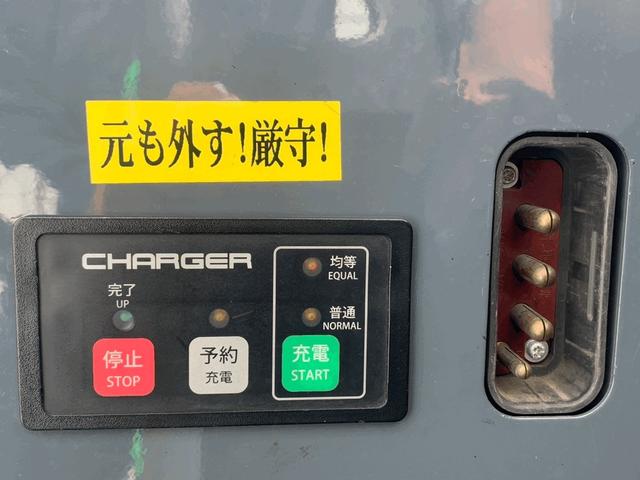 元も外す!厳守!
CHARGER
完了
UP
均等
EQUAL
普通
NORMAL
停止
STOP
予約
充電
充電
START